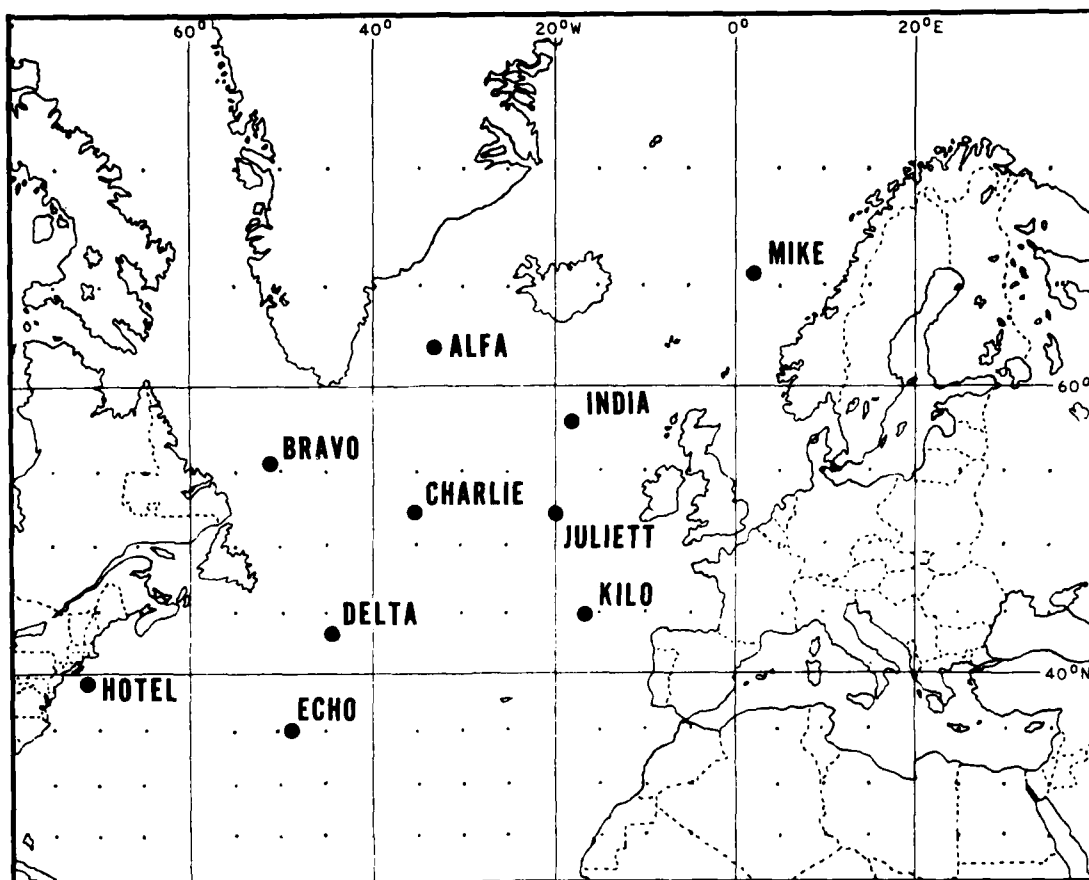 60° 40° 20°W 0° 20°E
MIKE
ALFA
60°
INDIA
BRAVO
CHARLIE
JULIETT
KILO
DELTA
40°N
HOTEL
ECHO